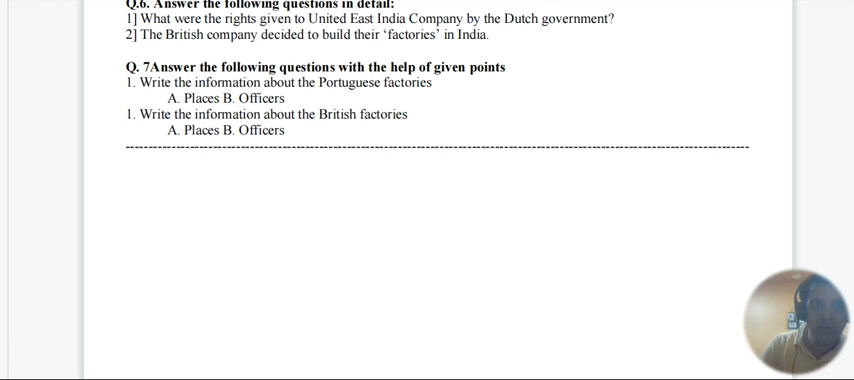 Q.6. Answer the following questions in detail:
1] What were the rights given to United East India Company by the Dutch government?
2] The British company decided to build their ‘factories’ in India.
Q. 7Answer the following questions with the help of given points
1. Write the information about the Portuguese factories
A. Places B. Officers
1. Write the information about the British factories
A. Places B. Officers